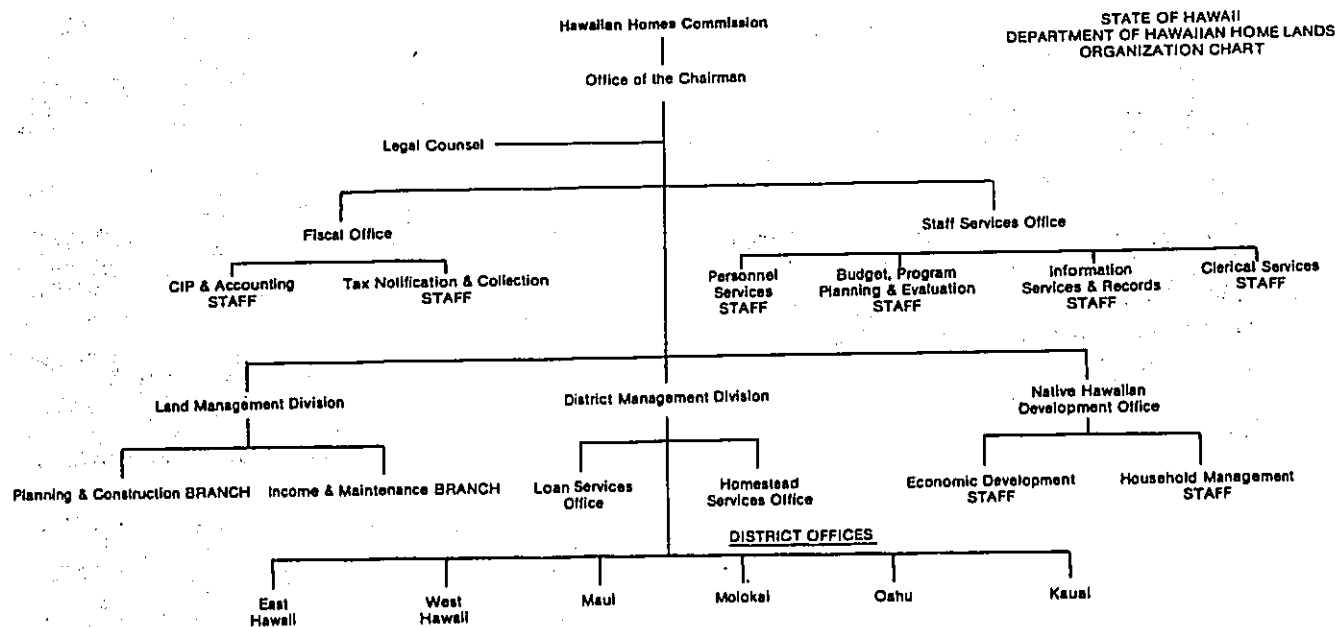 STATE OF HAWAII
DEPARTMENT OF HAWAIIAN HOME LANDS
ORGANIZATION CHART
Hawaiian Homes Commission
Office of the Chairman
Legal Counsel
Fiscal Office
Staff Services Office
CIP & Accounting
STAFF
Tax Notification & Collection
STAFF
Personnel
Services
STAFF
Budget, Program
Planning & Evaluation
STAFF
Information
Services & Records
STAFF
Clerical Services
STAFF
Land Management Division
District Management Division
Native Hawaiian
Development Office
Planning & Construction BRANCH
Income & Maintenance BRANCH
Loan Services
Office
Homestead
Services Office
Economic Development
STAFF
Household Management
STAFF
DISTRICT OFFICES
East
Hawaii
West
Hawaii
Maui
Molokai
Oahu
Kauai